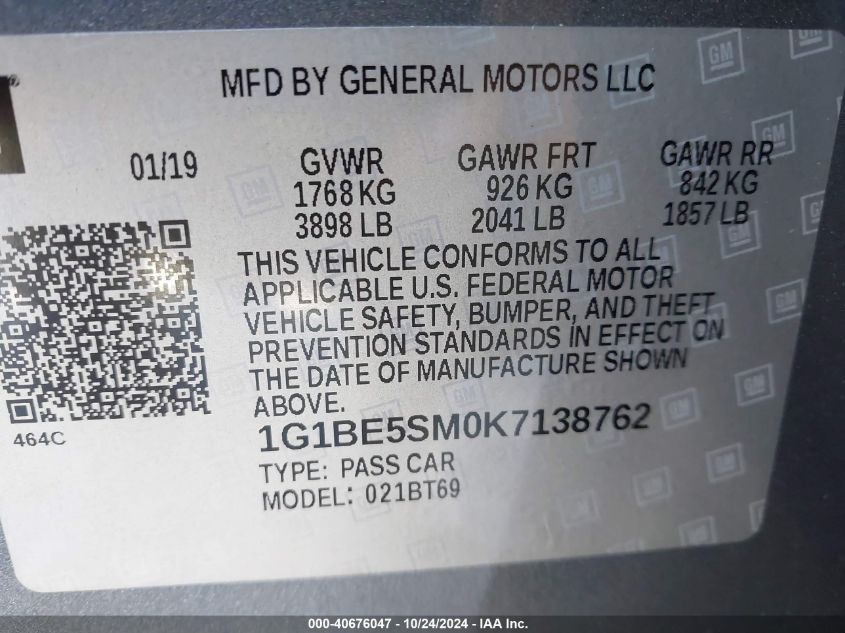 MFD BY GENERAL MOTORS LLC
01/19 GVWR GAWR FRT GAWR RR
1768 KG 926 KG 842 KG
3898 LB 2041 LB 1857 LB
THIS VEHICLE CONFORMS TO ALL
APPLICABLE U.S. FEDERAL MOTOR
VEHICLE SAFETY, BUMPER, AND THEFT
PREVENTION STANDARDS IN EFFECT ON
THE DATE OF MANUFACTURE SHOWN
ABOVE.
464C
1G1BE5SM0K7138762
TYPE: PASS CAR
MODEL: 021BT69
000-40676047 - 10/24/2024 - IAA Inc.